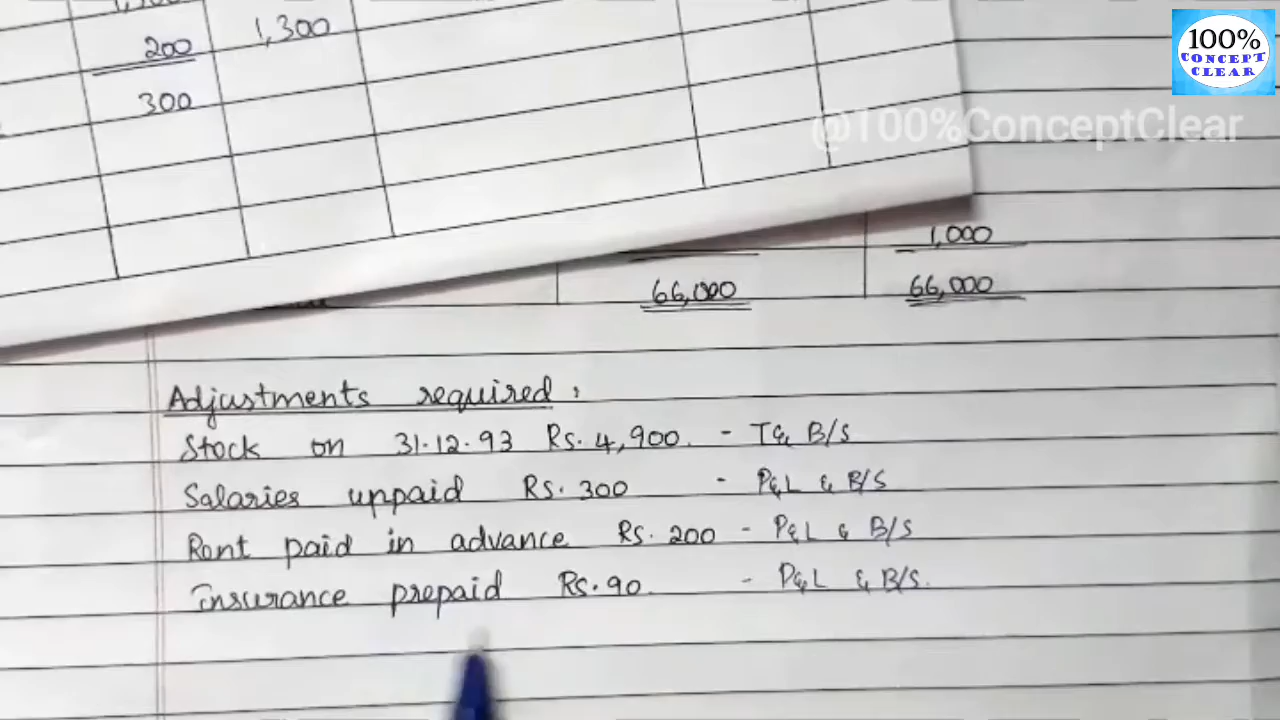 200 1,300
300
1,000
66,000 66,000
Adjustments required :
Stock on 31.12.93 Rs. 4,900. - T& B/S
Salaries unpaid Rs. 300 - P&L & B/S
Rent paid in advance Rs. 200 - P&L & B/S
Insurance prepaid Rs. 90. - P&L & B/S.
100%
CONCEPT
CLEAR
@100%ConceptClear